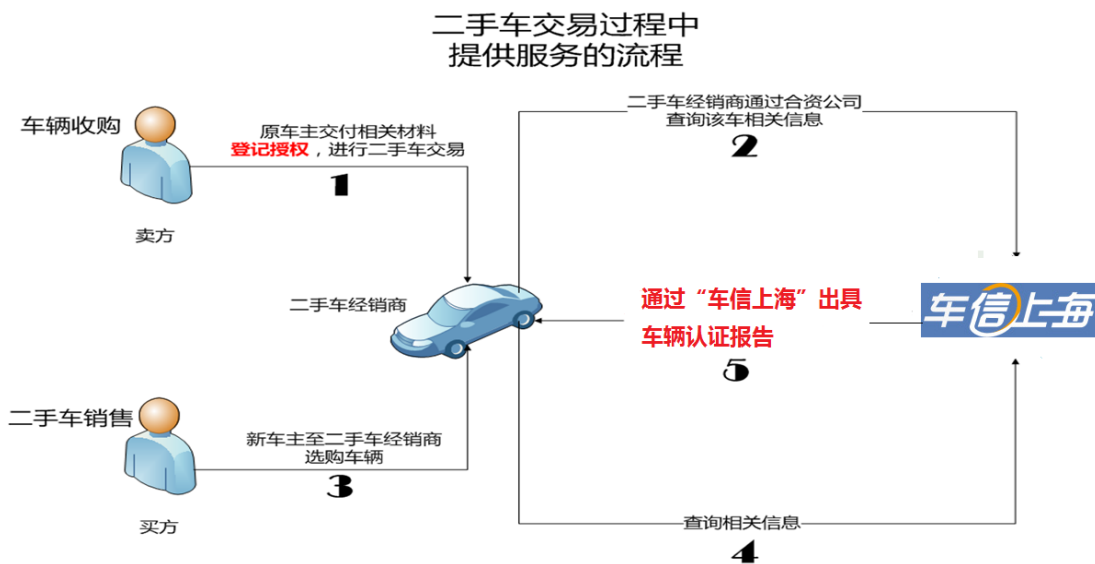 二手车交易过程中
提供服务的流程
车辆收购
原车主交付相关材料
登记授权，进行二手车交易
1
卖方
二手车经销商通过合资公司
查询该车相关信息
2
二手车经销商
通过“车信上海”出具
车辆认证报告
5
车信上海
二手车销售
新车主至二手车经销商
选购车辆
3
买方
查询相关信息
4